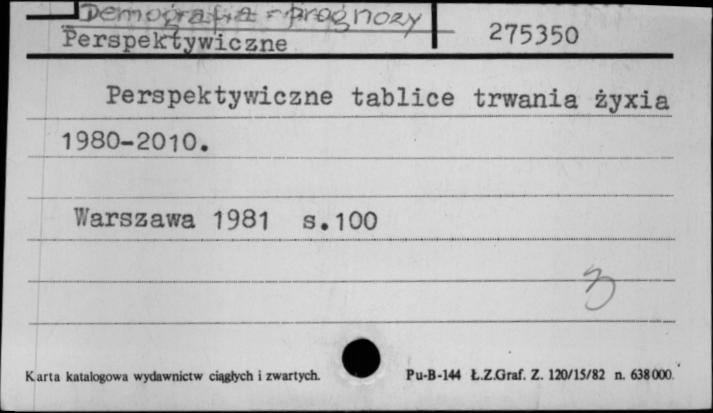 Demografia - prognozy
Perspektywiczne 275350
Perspektywiczne tablice trwania żyxia
1980-2010.
Warszawa 1981 s.100
3
Karta katalogowa wydawnictw ciągłych i zwartych. Pu-B-144 Ł.Z.Graf. Z. 120/15/82 n. 638000.